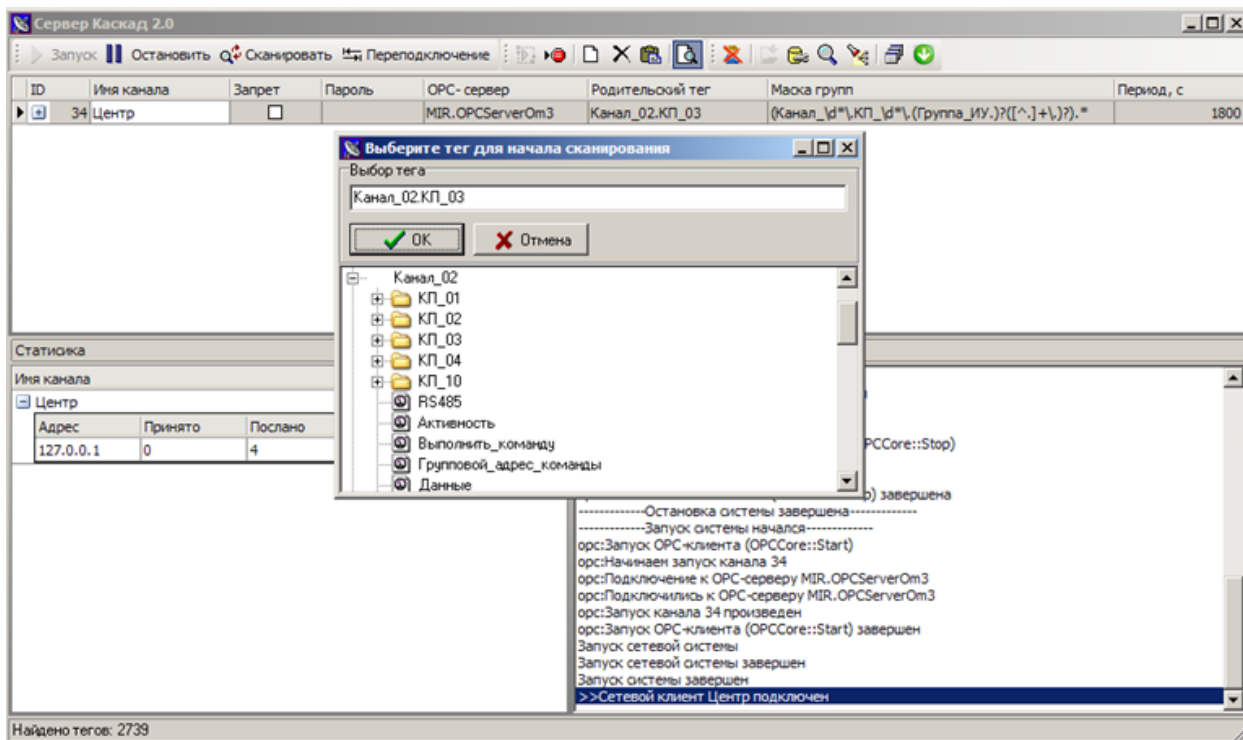 Сервер Каскад 2.0
Запуск Остановить Сканировать Переподключение
ID Имя канала Запрет Пароль OPC- сервер Родительский тег Маска групп Период, с
34 Центр MIR.OPCServerOm3 Канал_02.КП_03 (Канал_\d*\.КП_\d*\.(Группа_ИУ.)?([^.]+\.)?).* 1800
Выберите тег для начала сканирования
Выбор тега
Канал_02.КП_03
OK Отмена
Канал_02
КП_01
КП_02
КП_03
КП_04
КП_10
RS485
Активность
Выполнить_команду
Групповой_адрес_команды
Данные
Статисика
Имя канала
Центр
Адрес Принято Послано
127.0.0.1 0 4
PCCore::Stop)
) завершена
-------------Остановка системы завершена-------------
-------------Запуск системы начался-------------
opc:Запуск OPC-клиента (OPCCore::Start)
opc:Начинаем запуск канала 34
opc:Подключение к OPC-серверу MIR.OPCServerOm3
opc:Подключились к OPC-серверу MIR.OPCServerOm3
opc:Запуск канала 34 произведен
opc:Запуск OPC-клиента (OPCCore::Start) завершен
Запуск сетевой системы
Запуск сетевой системы завершен
Запуск системы завершен
>>Сетевой клиент Центр подключен
Найдено тегов: 2739